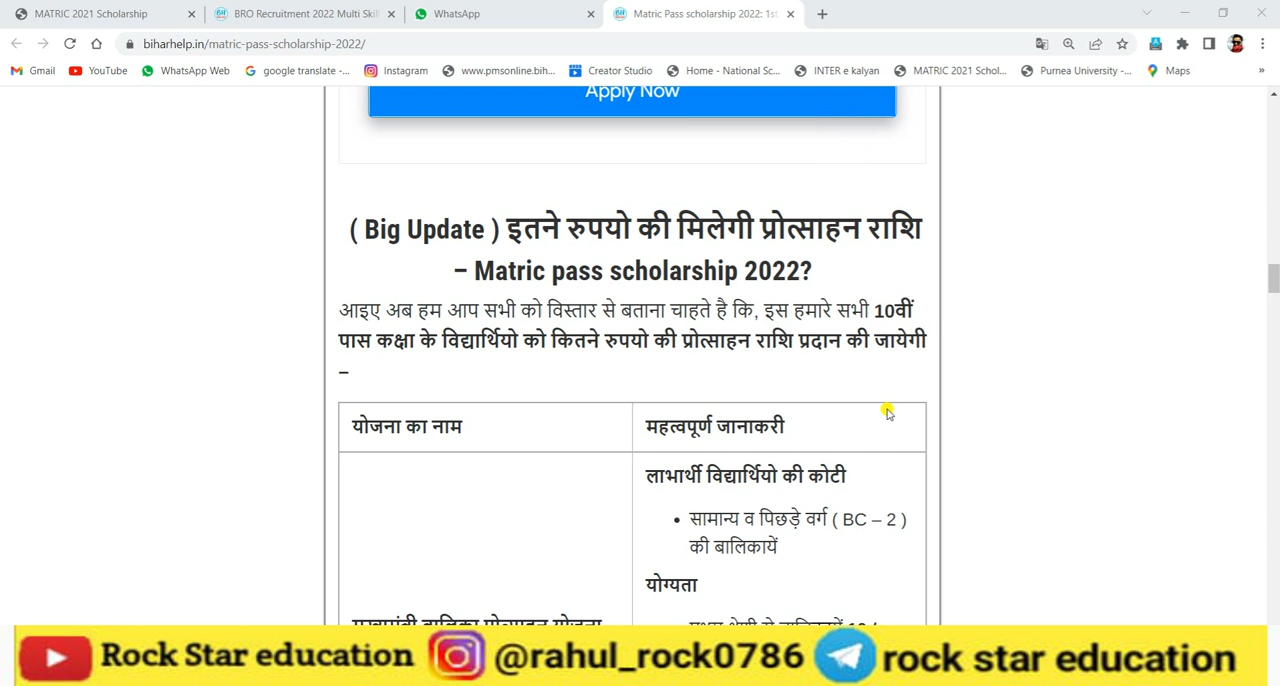 MATRIC 2021 Scholarship
BRO Recruitment 2022 Multi Skil
WhatsApp
Matric Pass scholarship 2022: 1st
biharhelp.in/matric-pass-scholarship-2022/
Gmail
YouTube
WhatsApp Web
google translate -...
Instagram
www.pmsonline.bih...
Creator Studio
Home - National Sc...
INTER e kalyan
MATRIC 2021 Schol...
Purnea University -...
Maps
»
Apply Now
( Big Update ) इतने रुपयो की मिलेगी प्रोत्साहन राशि
– Matric pass scholarship 2022?
आइए अब हम आप सभी को विस्तार से बताना चाहते है कि, इस हमारे सभी 10वीं
पास कक्षा के विद्यार्थियो को कितने रुपयो की प्रोत्साहन राशि प्रदान की जायेगी
–
योजना का नाम
महत्वपूर्ण जानाकरी
लाभार्थी विद्यार्थियो की कोटी
• सामान्य व पिछड़े वर्ग ( BC – 2 )
की बालिकायें
योग्यता
Rock Star education
@rahul_rock0786
rock star education